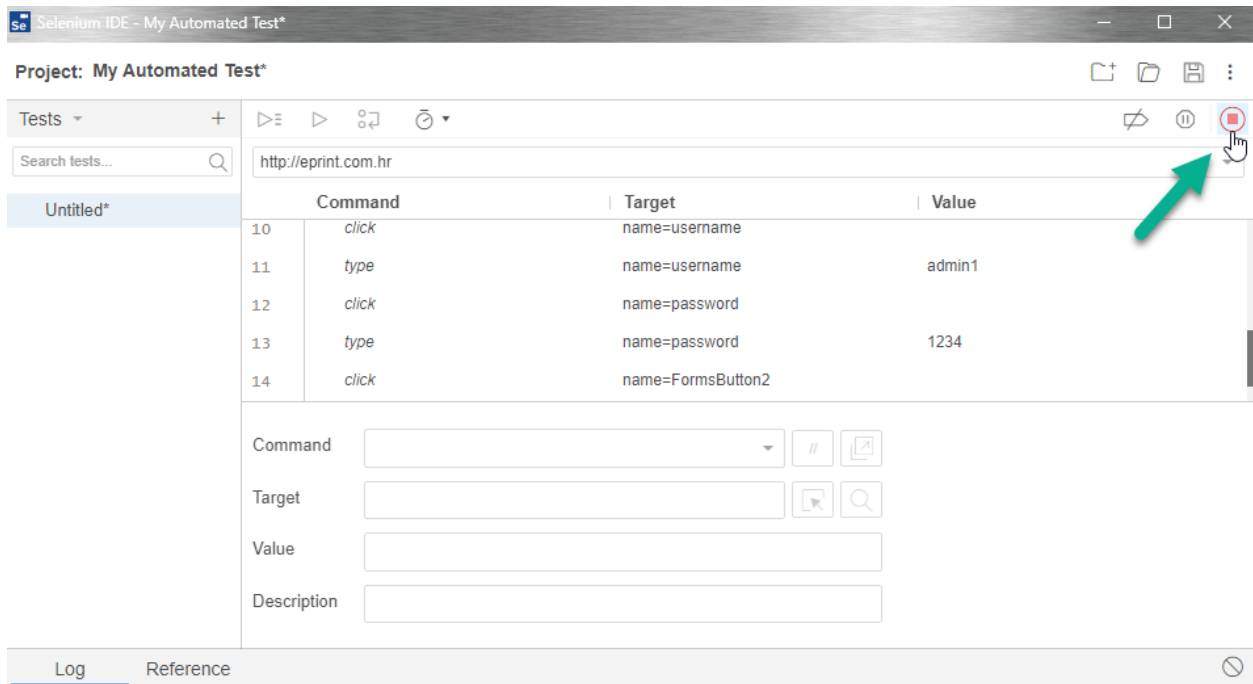 Se Selenium IDE - My Automated Test*
Project: My Automated Test*
Tests +
Search tests...
http://eprint.com.hr
Untitled*
Command Target Value
10 click name=username
11 type name=username admin1
12 click name=password
13 type name=password 1234
14 click name=FormsButton2
Command //
Target
Value
Description
Log Reference